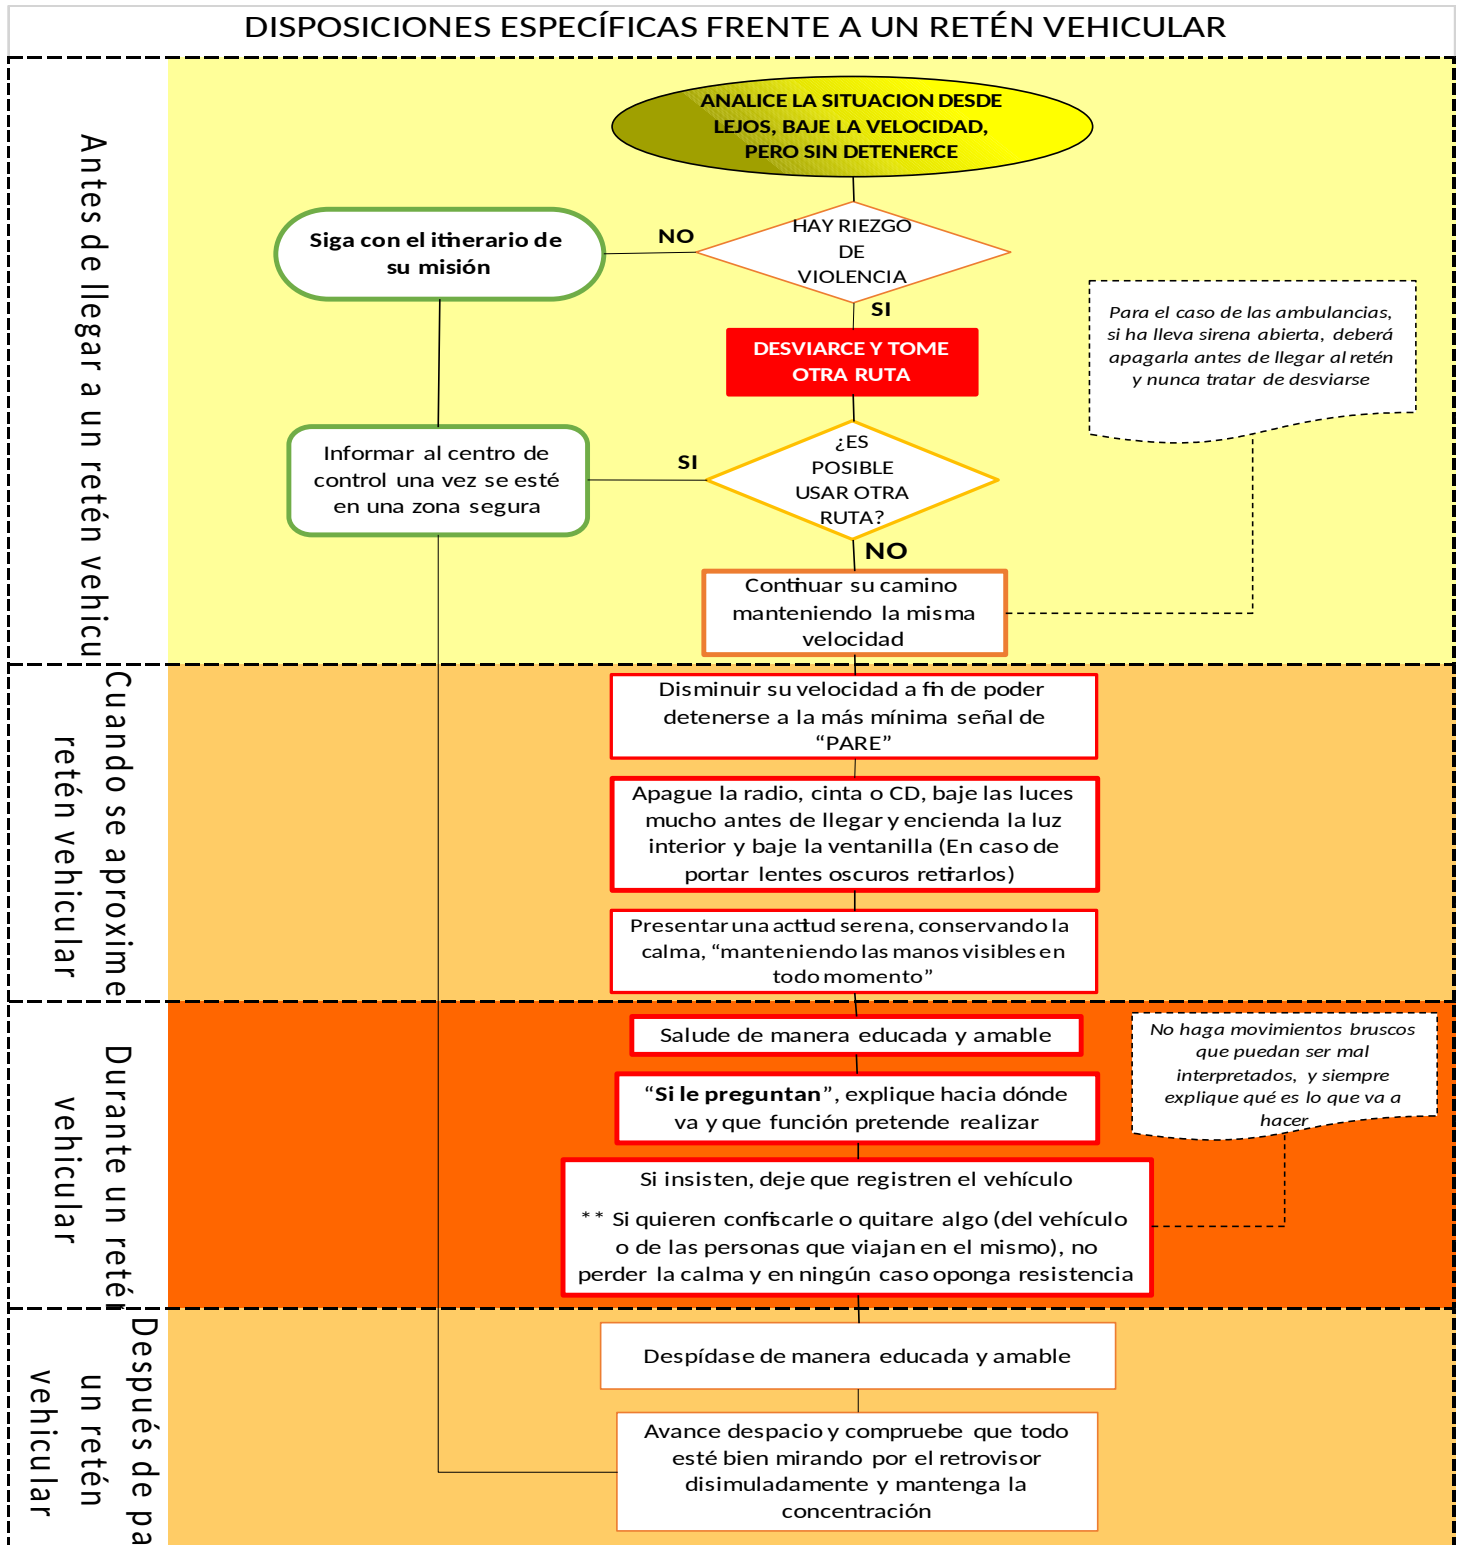 DISPOSICIONES ESPECÍFICAS FRENTE A UN RETÉN VEHICULAR
Antes de llegar a un retén vehicu
ANALICE LA SITUACION DESDE
LEJOS, BAJE LA VELOCIDAD,
PERO SIN DETENERCE
HAY RIEZGO
DE
VIOLENCIA
NO
Siga con el itinerario de
su misión
SI
DESVIARCE Y TOME
OTRA RUTA
Para el caso de las ambulancias,
si ha lleva sirena abierta, deberá
apagarla antes de llegar al retén
y nunca tratar de desviarse
¿ES
POSIBLE
USAR OTRA
RUTA?
SI
Informar al centro de
control una vez se esté
en una zona segura
NO
Continuar su camino
manteniendo la misma
velocidad
Cuando se aproxime
retén vehicular
Disminuir su velocidad a fin de poder
detenerse a la más mínima señal de
“PARE”
Apague la radio, cinta o CD, baje las luces
mucho antes de llegar y encienda la luz
interior y baje la ventanilla (En caso de
portar lentes oscuros retirarlos)
Presentar una actitud serena, conservando la
calma, “manteniendo las manos visibles en
todo momento”
Durante un retén
vehicular
Salude de manera educada y amable
“Si le preguntan”, explique hacia dónde
va y que función pretende realizar
No haga movimientos bruscos
que puedan ser mal
interpretados, y siempre
explique qué es lo que va a
hacer
Si insisten, deje que registren el vehículo
** Si quieren confiscarle o quitare algo (del vehículo
o de las personas que viajan en el mismo), no
perder la calma y en ningún caso oponga resistencia
Después de pa
un retén
vehicular
Despídase de manera educada y amable
Avance despacio y compruebe que todo
esté bien mirando por el retrovisor
disimuladamente y mantenga la
concentración